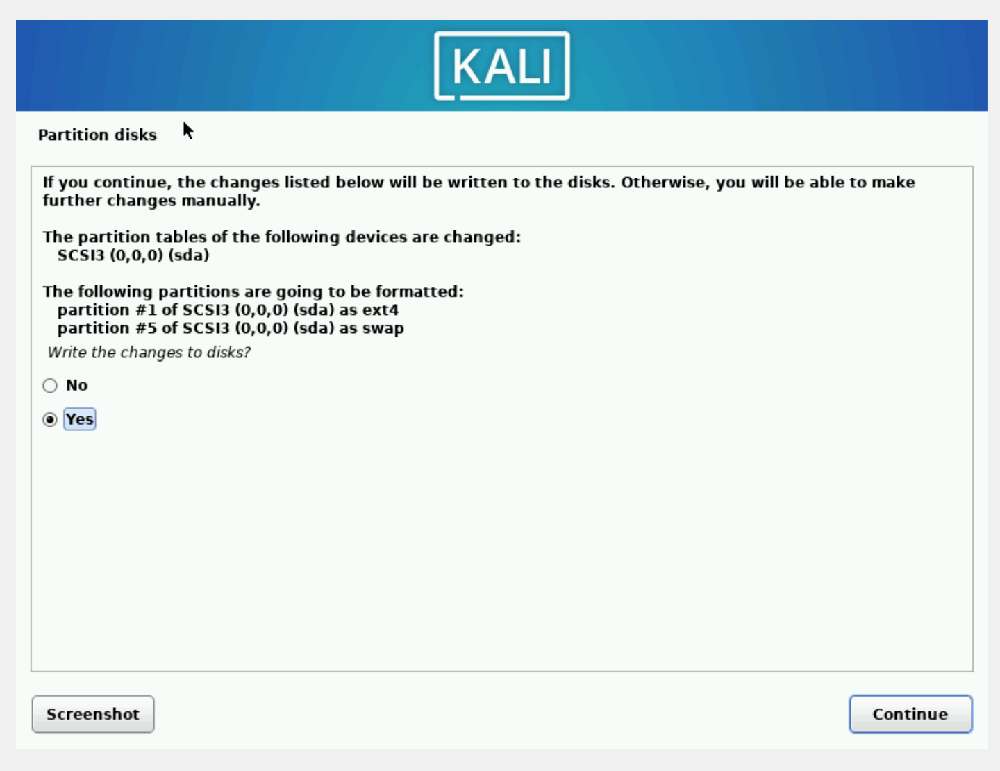 KALI
Partition disks
If you continue, the changes listed below will be written to the disks. Otherwise, you will be able to make
further changes manually.
The partition tables of the following devices are changed:
SCSI3 (0,0,0) (sda)
The following partitions are going to be formatted:
partition #1 of SCSI3 (0,0,0) (sda) as ext4
partition #5 of SCSI3 (0,0,0) (sda) as swap
Write the changes to disks?
No
Yes
Screenshot
Continue